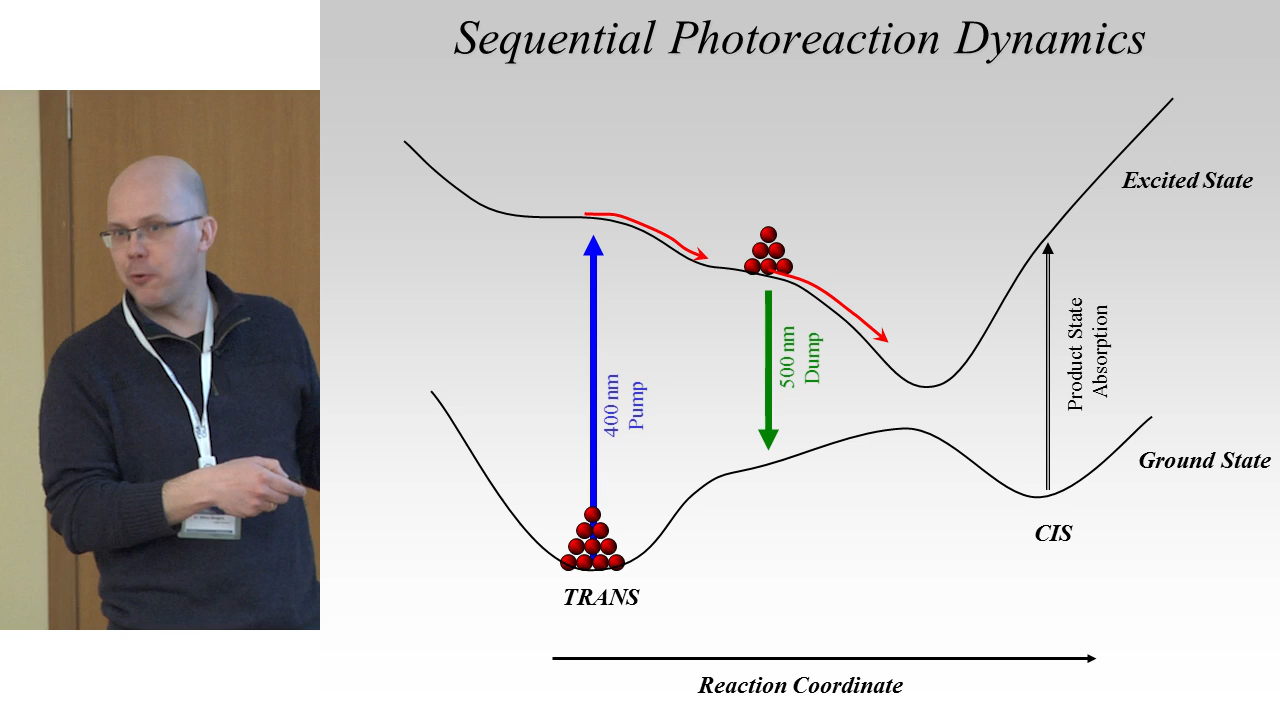 Sequential Photoreaction Dynamics
Excited State
400 nm
Pump
500 nm
Dump
Product State
Absorption
Ground State
CIS
TRANS
Reaction Coordinate